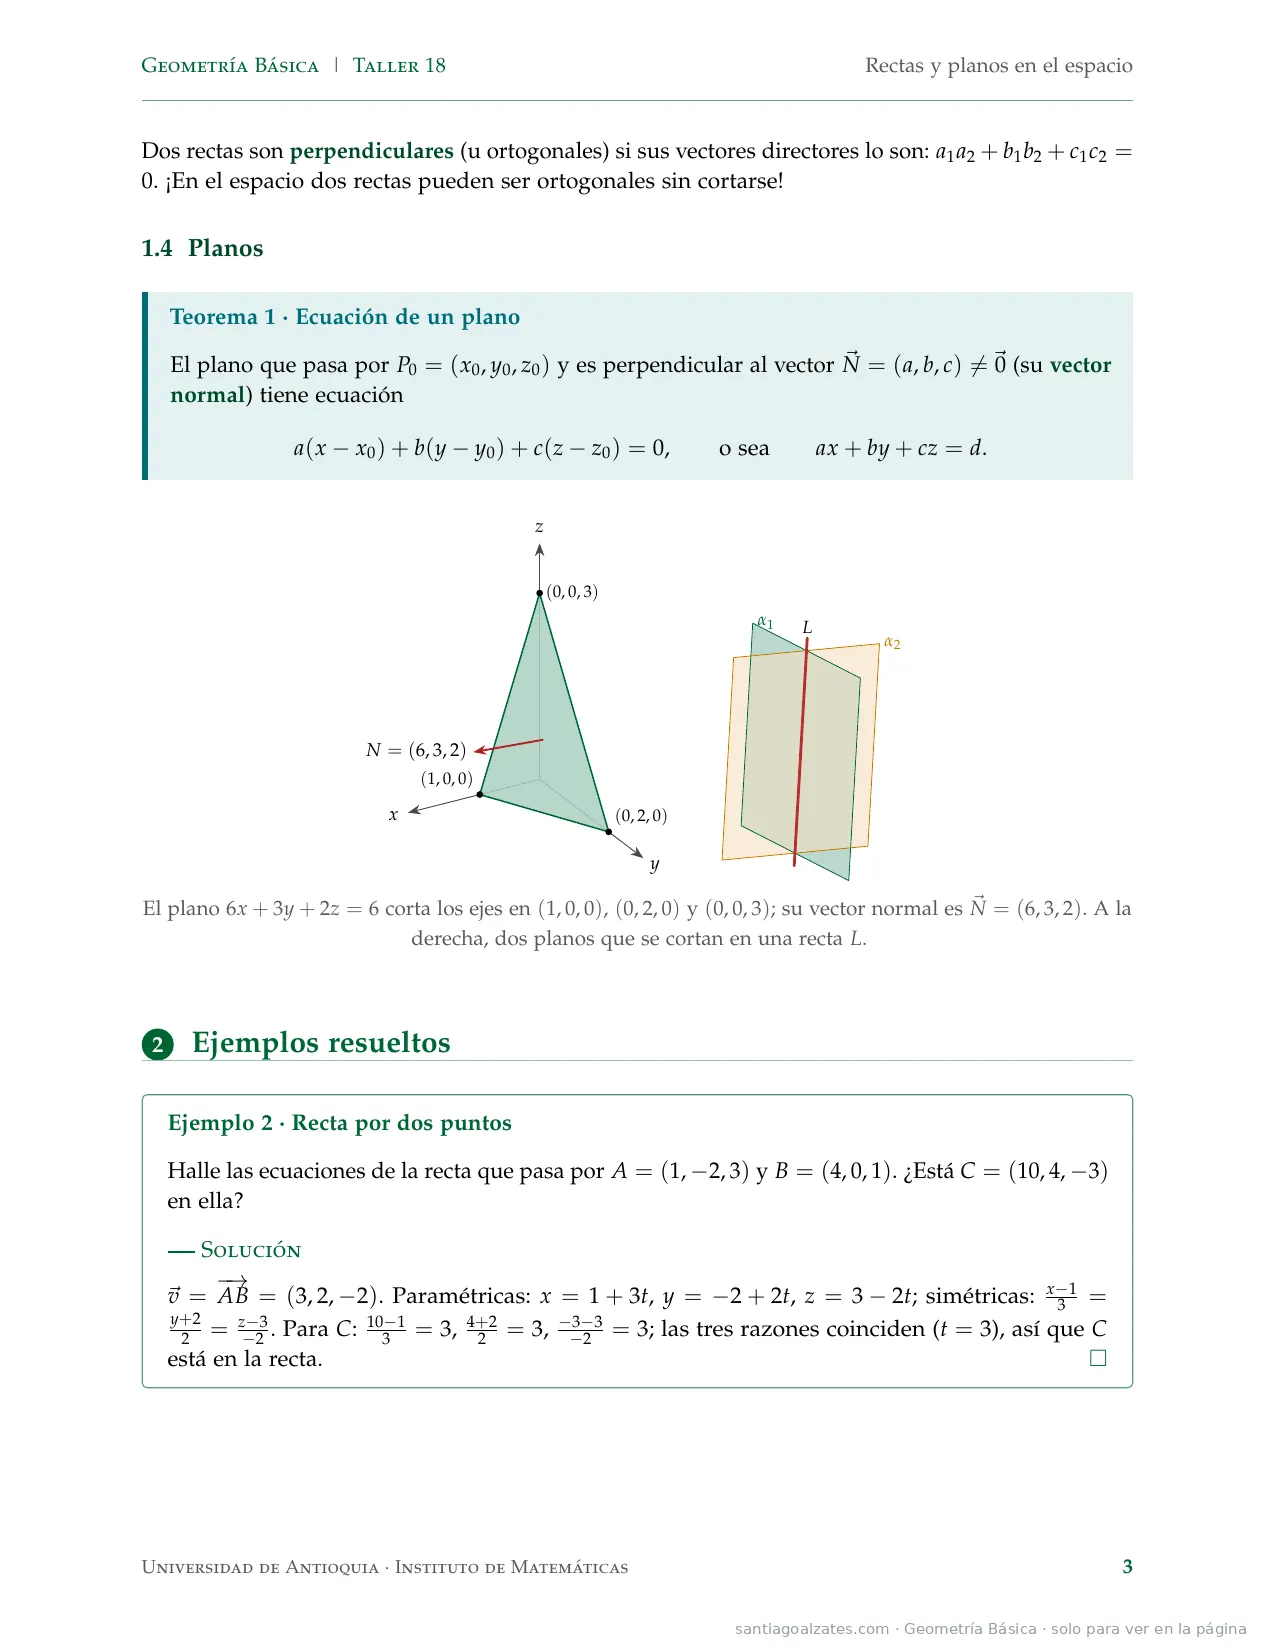 Geometría Básica | Taller 18 Rectas y planos en el espacio
Dos rectas son perpendiculares (u ortogonales) si sus vectores directores lo son: a₁a₂ + b₁b₂ + c₁c₂ =
0. ¡En el espacio dos rectas pueden ser ortogonales sin cortarse!
1.4 Planos
Teorema 1 · Ecuación de un plano
El plano que pasa por P₀ = (x₀, y₀, z₀) y es perpendicular al vector N⃗ = (a, b, c) ≠ 0⃗ (su vector
normal) tiene ecuación
a(x − x₀) + b(y − y₀) + c(z − z₀) = 0, o sea ax + by + cz = d.
z
(0, 0, 3)
α₁
L
α₂
N = (6, 3, 2)
(1, 0, 0)
x
(0, 2, 0)
y
El plano 6x + 3y + 2z = 6 corta los ejes en (1, 0, 0), (0, 2, 0) y (0, 0, 3); su vector normal es N⃗ = (6, 3, 2). A la
derecha, dos planos que se cortan en una recta L.
2 Ejemplos resueltos
Ejemplo 2 · Recta por dos puntos
Halle las ecuaciones de la recta que pasa por A = (1, −2, 3) y B = (4, 0, 1). ¿Está C = (10, 4, −3)
en ella?
— Solución
v⃗ = A⃗B⃗ = (3, 2, −2). Paramétricas: x = 1 + 3t, y = −2 + 2t, z = 3 − 2t; simétricas: (x−1)/3 =
(y+2)/2 = (z−3)/−2. Para C: (10−1)/3 = 3, (4+2)/2 = 3, (−3−3)/−2 = 3; las tres razones coinciden (t = 3), así que C
está en la recta. □
Universidad de Antioquia · Instituto de Matemáticas 3
santiagoalzates.com · Geometría Básica · solo para ver en la página